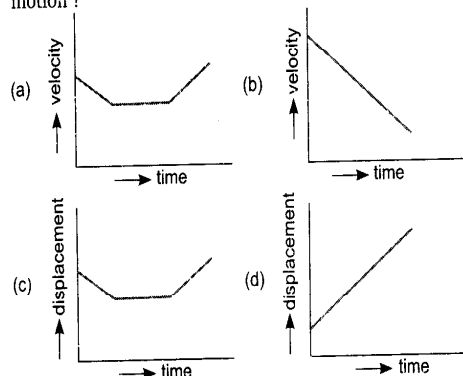 motion ?
(a) velocity
time
(b) velocity
time
(c) displacement
time
(d) displacement
time